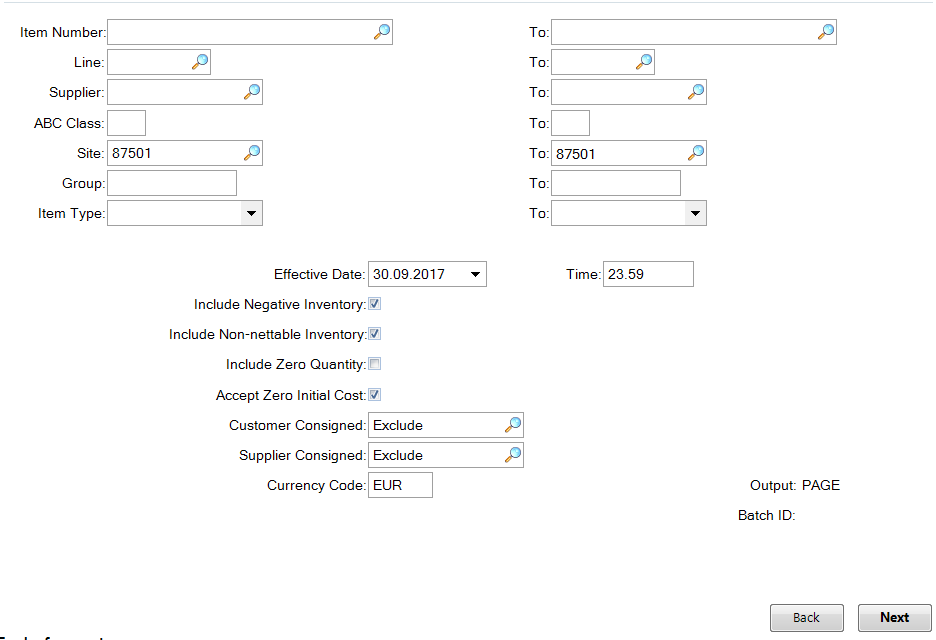 Item Number: To:
Line: To:
Supplier: To:
ABC Class: To:
Site: 87501 To: 87501
Group: To:
Item Type: To:
Effective Date: 30.09.2017 Time: 23.59
Include Negative Inventory:
Include Non-nettable Inventory:
Include Zero Quantity:
Accept Zero Initial Cost:
Customer Consigned: Exclude
Supplier Consigned: Exclude
Currency Code: EUR Output: PAGE
Batch ID:
Back Next